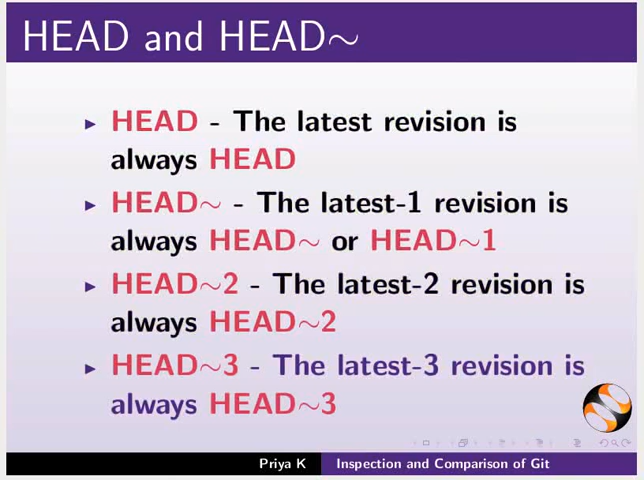 HEAD and HEAD~
▶ HEAD - The latest revision is
always HEAD
▶ HEAD~ - The latest-1 revision is
always HEAD~ or HEAD~1
▶ HEAD~2 - The latest-2 revision is
always HEAD~2
▶ HEAD~3 - The latest-3 revision is
always HEAD~3
Priya K Inspection and Comparison of Git